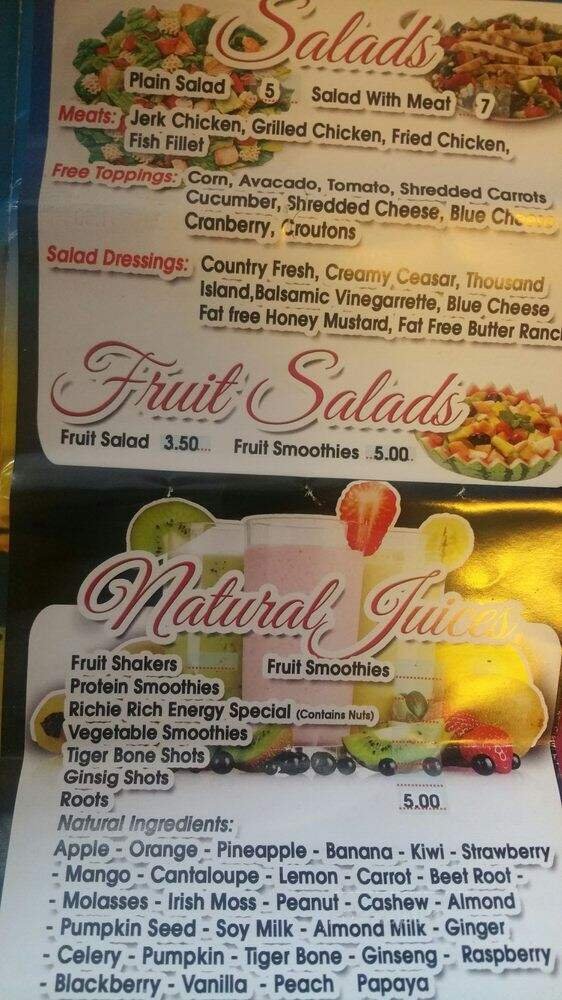 Salads
Plain Salad 5 Salad With Meat 7
Meats: Jerk Chicken, Grilled Chicken, Fried Chicken,
Fish Fillet
Free Toppings: Corn, Avacado, Tomato, Shredded Carrots
Cucumber, Shredded Cheese, Blue Cheese
Cranberry, Croutons
Salad Dressings: Country Fresh, Creamy Ceasar, Thousand
Island,Balsamic Vinegarrette, Blue Cheese
Fat free Honey Mustard, Fat Free Butter Ranch
Fruit Salads
Fruit Salad 3.50.... Fruit Smoothies ..5.00..
Natural Juices
Fruit Shakers ............ Fruit Smoothies ..........
Protein Smoothies
Richie Rich Energy Special (Contains Nuts)
Vegetable Smoothies
Tiger Bone Shots
Ginsig Shots
Roots 5.00
Natural Ingredients:
Apple - Orange - Pineapple - Banana - Kiwi - Strawberry
- Mango - Cantaloupe - Lemon - Carrot - Beet Root -
- Molasses - Irish Moss - Peanut - Cashew - Almond
- Pumpkin Seed - Soy Milk - Almond Milk - Ginger
- Celery - Pumpkin - Tiger Bone - Ginseng - Raspberry
- Blackberry - Vanilla - Peach Papaya